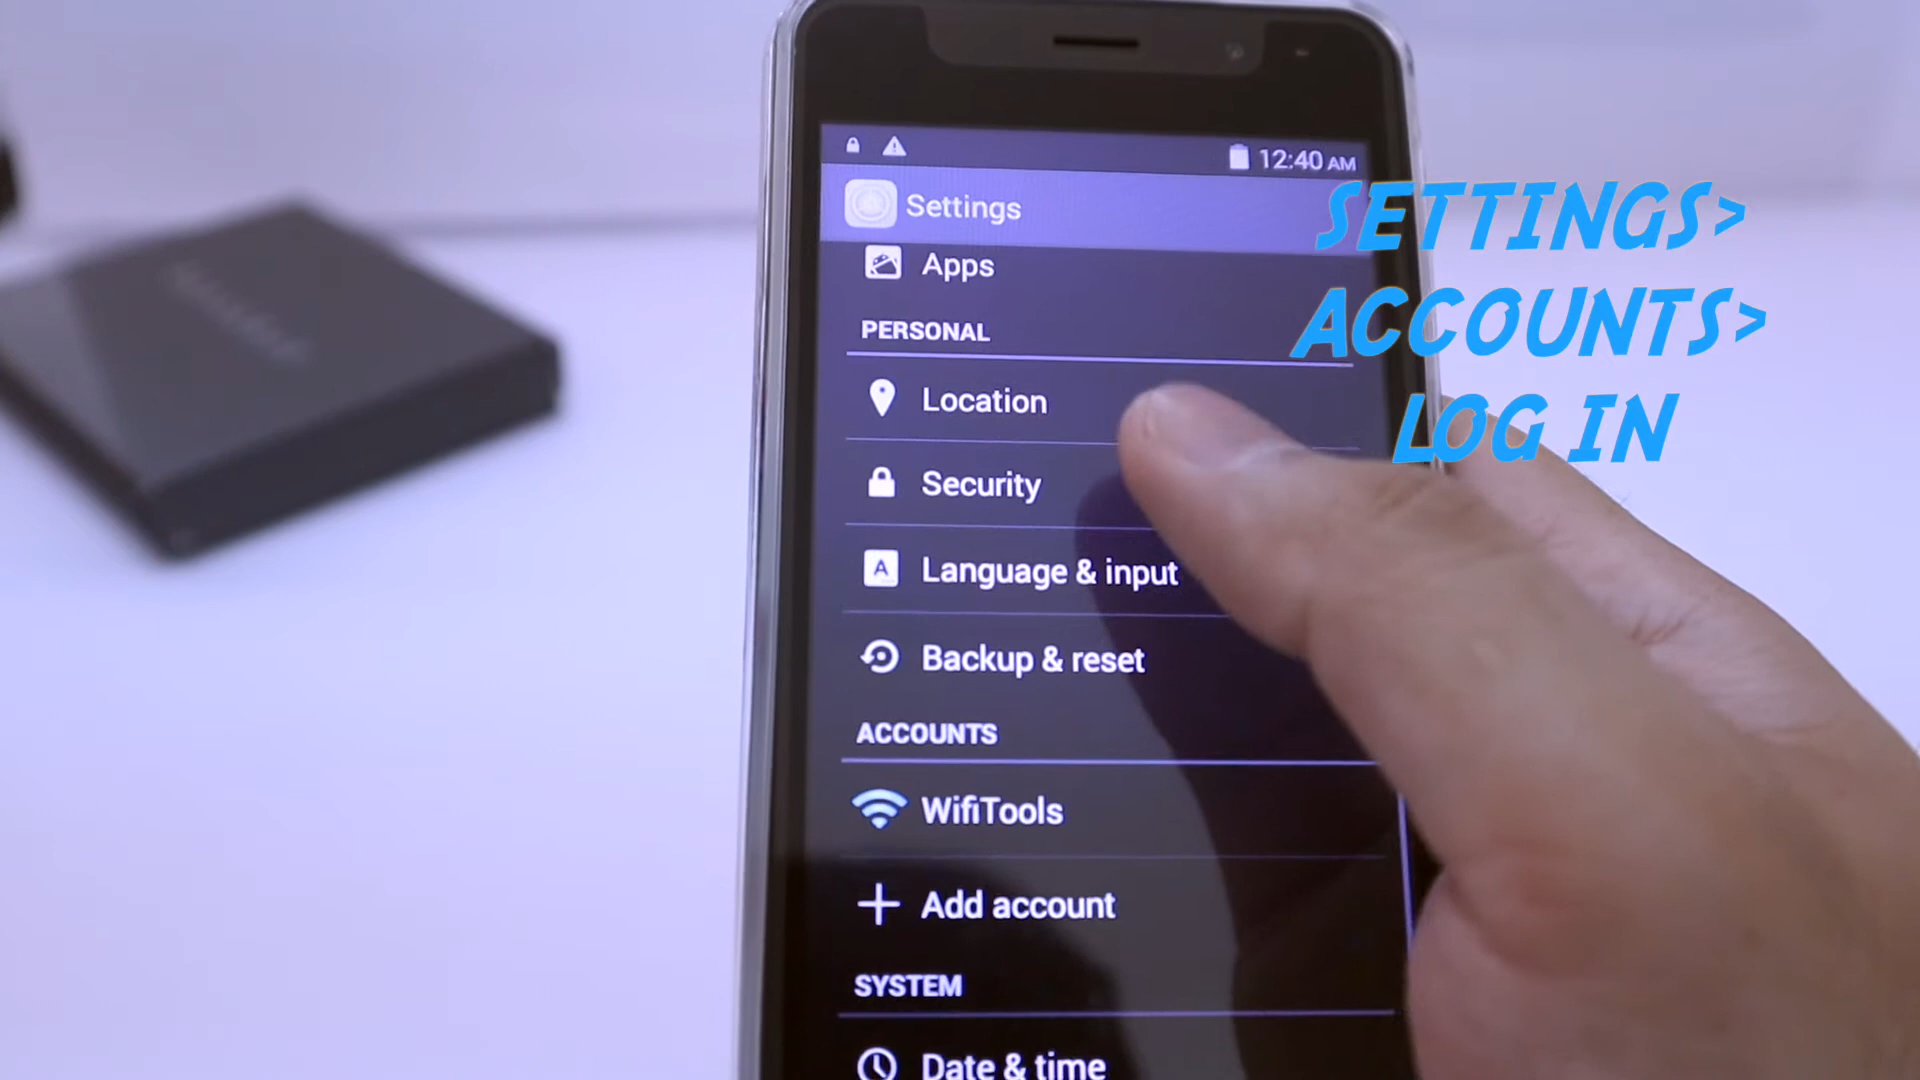 12:40 AM
Settings
SETTINGS>
ACCOUNTS>
LOG IN
Apps
PERSONAL
Location
Security
Language & input
Backup & reset
ACCOUNTS
WifiTools
Add account
SYSTEM
Date & time